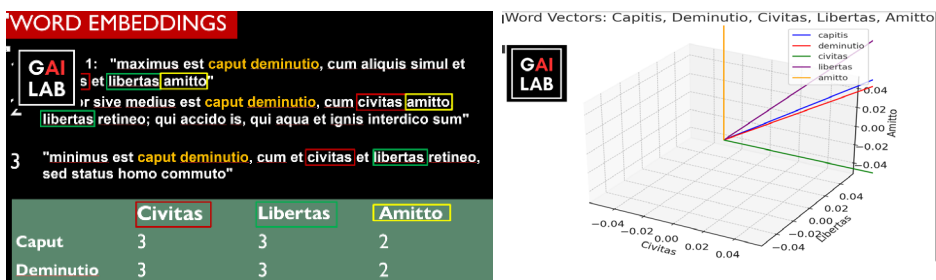 WORD EMBEDDINGS
GAI
LAB
1: "maximus est caput deminutio, cum aliquis simul et
s et libertas amitto"
2 r sive medius est caput deminutio, cum civitas amitto
libertas retineo; qui accido is, qui aqua et ignis interdico sum"
3 "minimus est caput deminutio, cum et civitas et libertas retineo,
sed status homo commuto"
Civitas Libertas Amitto
Caput 3 3 2
Deminutio 3 3 2
Word Vectors: Capitis, Deminutio, Civitas, Libertas, Amitto
GAI
LAB
capitis
deminutio
civitas
libertas
amitto
0.04
0.02
0.00
−0.02
−0.04
Amitto
−0.04 −0.02 0.00 0.02 0.04
Civitas
−0.04 −0.02 0.00 0.02 0.04
Libertas